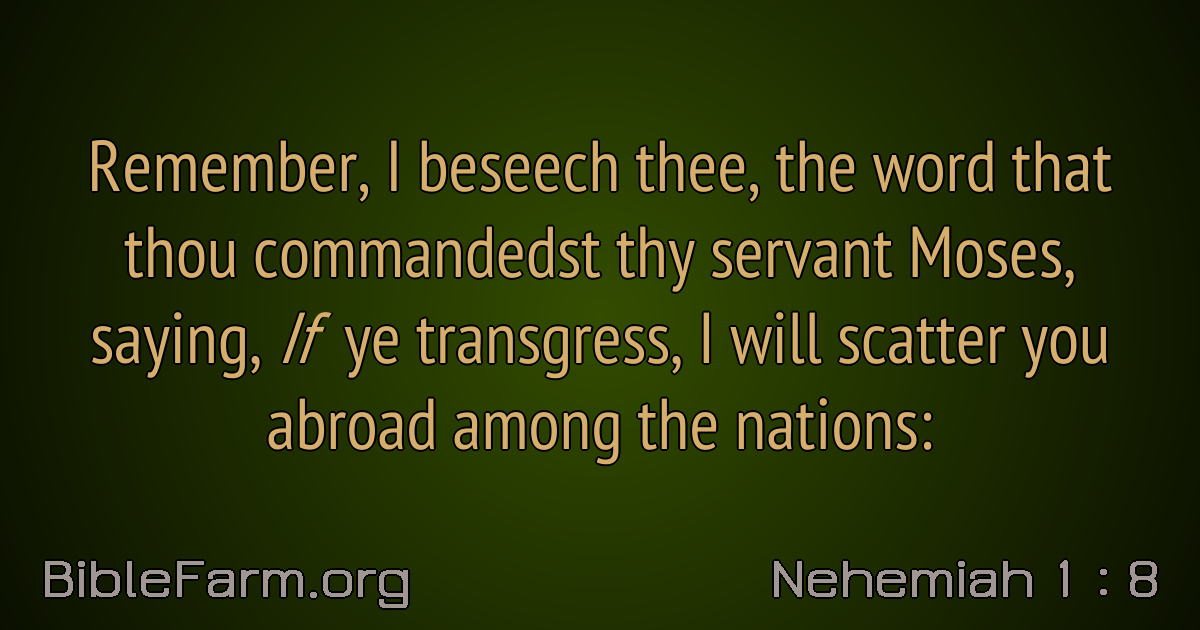 Remember, I beseech thee, the word that
thou commandedst thy servant Moses,
saying, If ye transgress, I will scatter you
abroad among the nations:
BibleFarm.org
Nehemiah 1 : 8